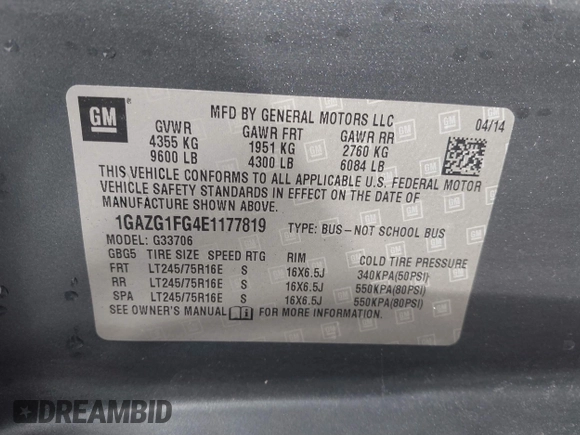 GM
MFD BY GENERAL MOTORS LLC
04/14
GVWR GAWR FRT GAWR RR
4355 KG 1951 KG 2760 KG
9600 LB 4300 LB 6084 LB
THIS VEHICLE CONFORMS TO ALL APPLICABLE U.S. FEDERAL MOTOR
VEHICLE SAFETY STANDARDS IN EFFECT ON THE DATE OF
MANUFACTURE SHOWN ABOVE.
1GAZG1FG4E1177819 TYPE: BUS-NOT SCHOOL BUS
MODEL: G33706
GBG5 TIRE SIZE SPEED RTG RIM COLD TIRE PRESSURE
FRT LT245/75R16E S 16X6.5J 340KPA(50PSI)
RR LT245/75R16E S 16X6.5J 550KPA(80PSI)
SPA LT245/75R16E S 16X6.5J 550KPA(80PSI)
SEE OWNER'S MANUAL FOR MORE INFORMATION.
DREAMBID